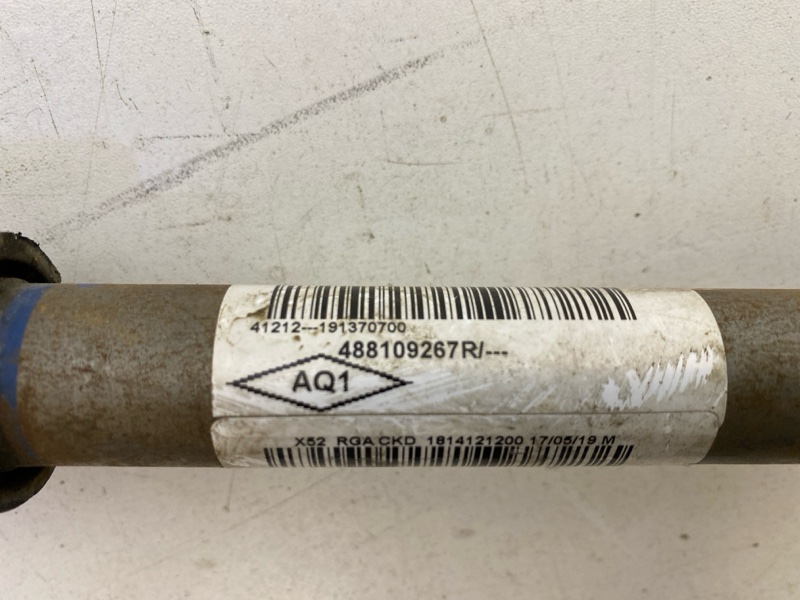 41212---191370700
488109267R/---
AQ1
X52 RGA CKD 1814121200 17/05/19 M